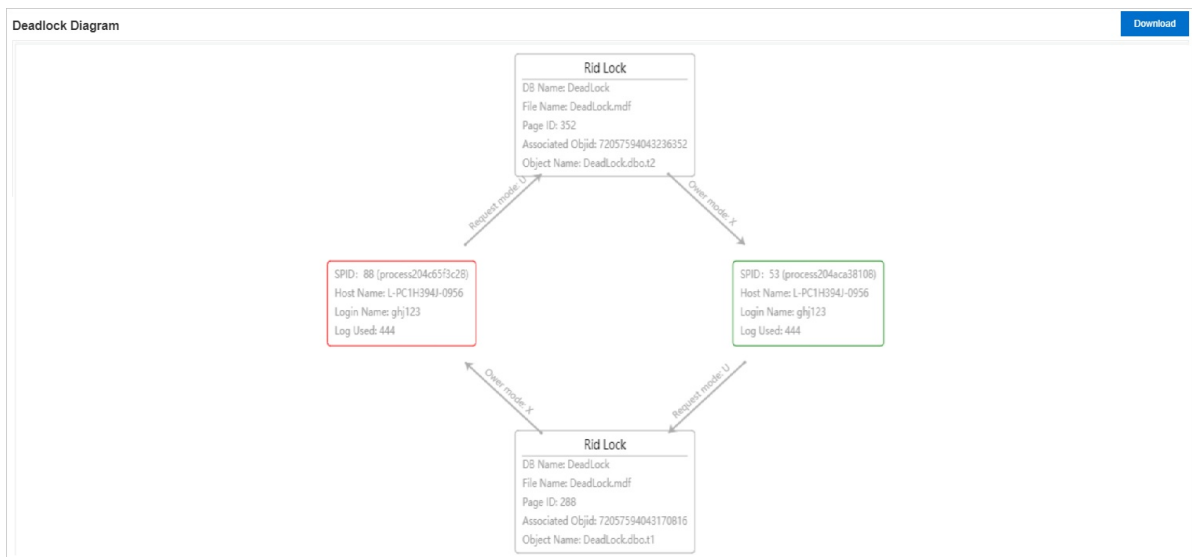 Deadlock Diagram
Download
Rid Lock
DB Name: DeadLock
File Name: DeadLock.mdf
Page ID: 352
Associated Objid: 72057594043236352
Object Name: DeadLock.dbo.t2
Request mode: U
Ower mode: X
SPID: 88 (process204c65f3c28)
Host Name: L-PC1H394J-0956
Login Name: ghj123
Log Used: 444
SPID: 53 (process204aca38108)
Host Name: L-PC1H394J-0956
Login Name: ghj123
Log Used: 444
Ower mode: X
Request mode: U
Rid Lock
DB Name: DeadLock
File Name: DeadLock.mdf
Page ID: 288
Associated Objid: 72057594043170816
Object Name: DeadLock.dbo.t1